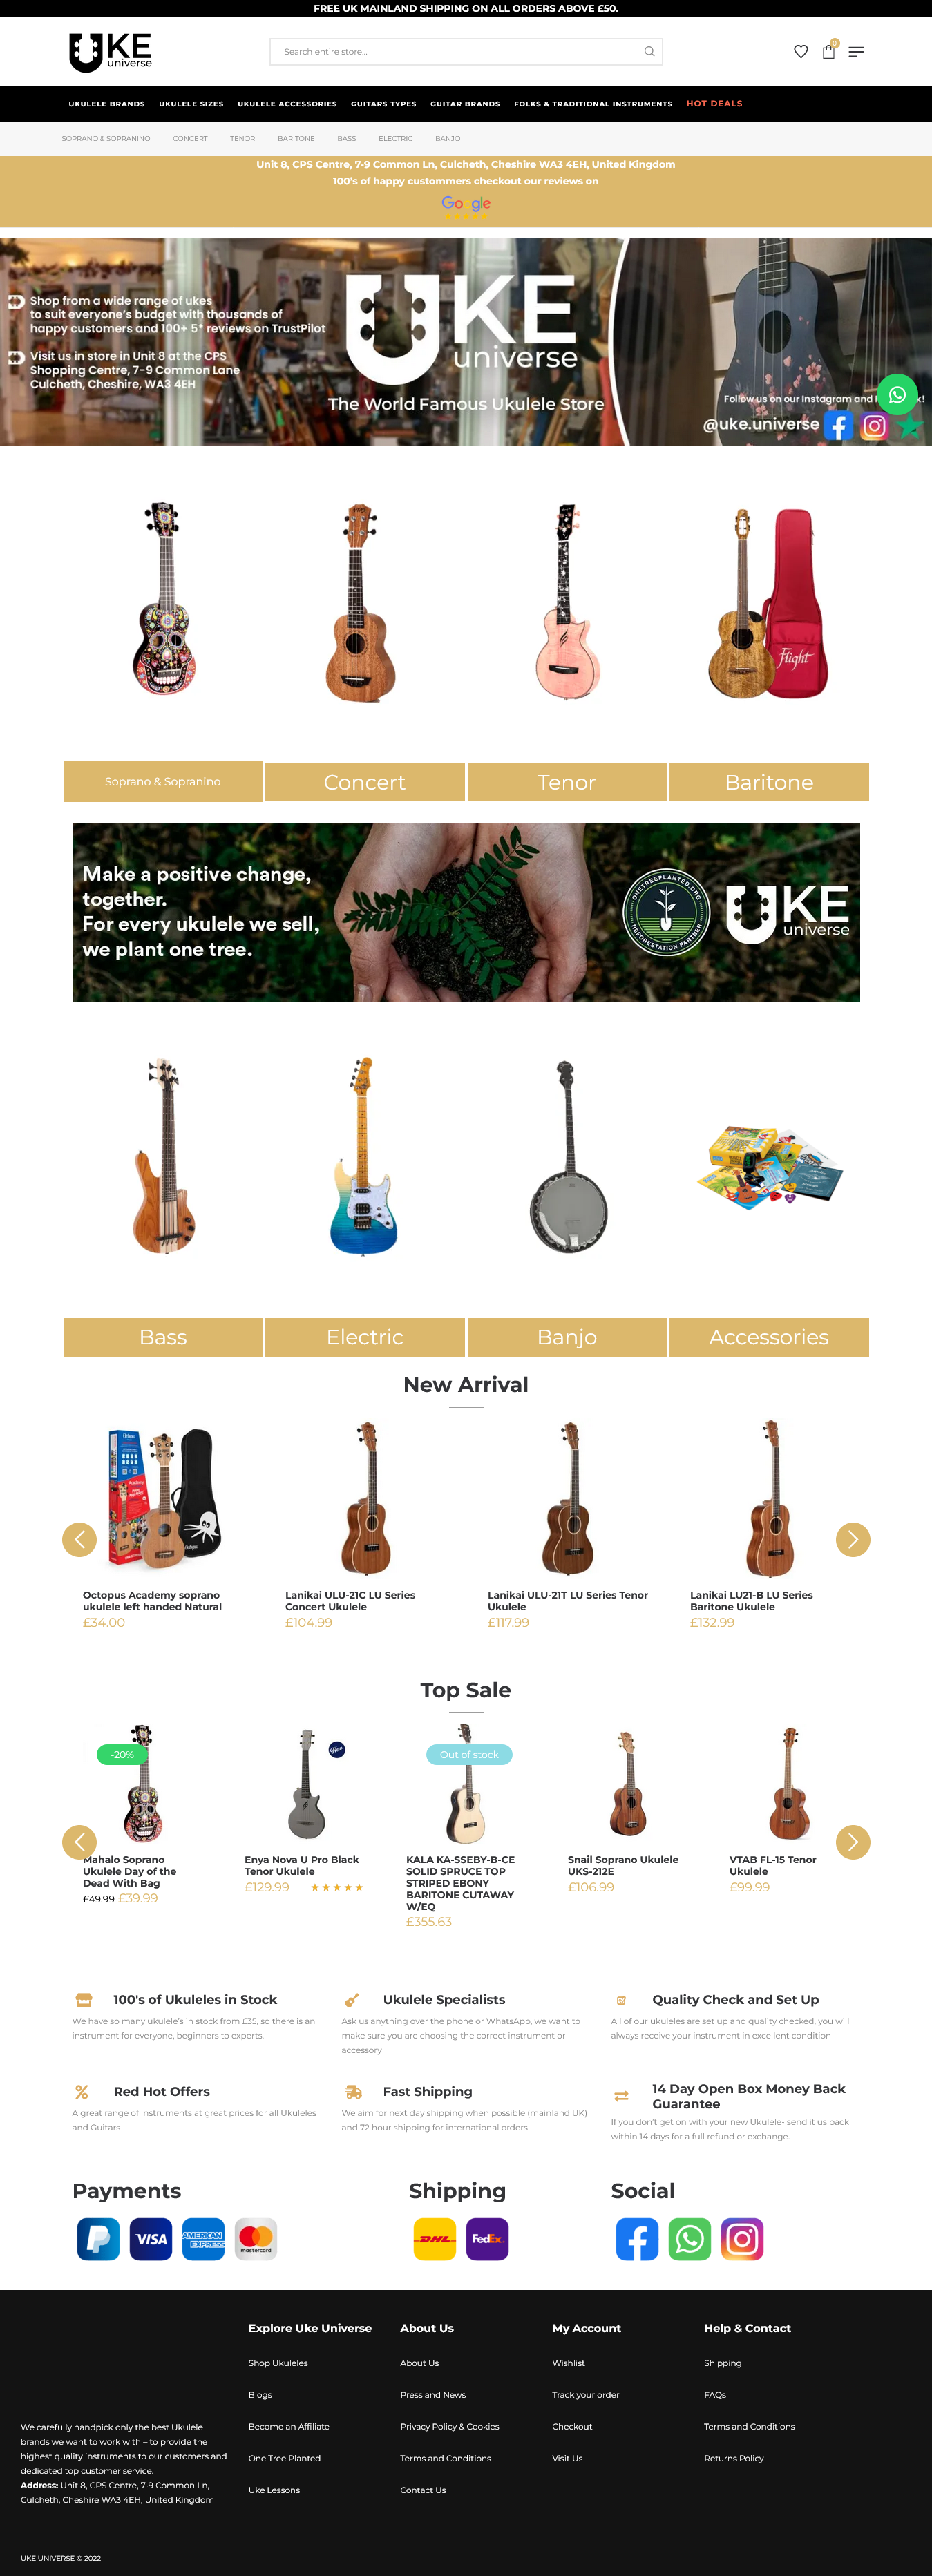 FREE UK MAINLAND SHIPPING ON ALL ORDERS ABOVE £50.
UKE
universe
Search entire store...
0
UKULELE BRANDS UKULELE SIZES UKULELE ACCESSORIES GUITARS TYPES GUITAR BRANDS FOLKS & TRADITIONAL INSTRUMENTS HOT DEALS
SOPRANO & SOPRANINO CONCERT TENOR BARITONE BASS ELECTRIC BANJO
Unit 8, CPS Centre, 7-9 Common Ln, Culcheth, Cheshire WA3 4EH, United Kingdom
100's of happy custommers checkout our reviews on
Google
Shop from a wide range of ukes
to suit everyone's budget with thousands of
happy customers and 100+ 5* reviews on TrustPilot
Visit us in store in Unit 8 at the CPS
Shopping Centre, 7-9 Common Lane
Culcheth, Cheshire, WA3 4EH
UKE
universe
The World Famous Ukulele Store
Follow us on our Instagram and
@uke.universe
Flight
Soprano & Sopranino
Concert
Tenor
Baritone
Make a positive change,
together.
For every ukulele we sell,
we plant one tree.
ONETREEPLANTED.ORG
REFORESTATION PARTNER
UKE
universe
Bass
Electric
Banjo
Accessories
New Arrival
Octopus Academy soprano
ukulele left handed Natural
£34.00
Lanikai ULU-21C LU Series
Concert Ukulele
£104.99
Lanikai ULU-21T LU Series Tenor
Ukulele
£117.99
Lanikai LU21-B LU Series
Baritone Ukulele
£132.99
Top Sale
-20%
Mahalo Soprano
Ukulele Day of the
Dead With Bag
£49.99 £39.99
Enya Nova U Pro Black
Tenor Ukulele
£129.99
Out of stock
KALA KA-SSEBY-B-CE
SOLID SPRUCE TOP
STRIPED EBONY
BARITONE CUTAWAY
W/EQ
£355.63
Snail Soprano Ukulele
UKS-212E
£106.99
VTAB FL-15 Tenor
Ukulele
£99.99
100's of Ukuleles in Stock
We have so many ukulele's in stock from £35, so there is an
instrument for everyone, beginners to experts.
Ukulele Specialists
Ask us anything over the phone or WhatsApp, we want to
make sure you are choosing the correct instrument or
accessory
Quality Check and Set Up
All of our ukuleles are set up and quality checked, you will
always receive your instrument in excellent condition
Red Hot Offers
A great range of instruments at great prices for all Ukuleles
and Guitars
Fast Shipping
We aim for next day shipping when possible (mainland UK)
and 72 hour shipping for international orders.
14 Day Open Box Money Back
Guarantee
If you don't get on with your new Ukulele- send it us back
within 14 days for a full refund or exchange.
Payments
VISA
AMERICAN
EXPRESS
mastercard
Shipping
DHL
FedEx
Social
We carefully handpick only the best Ukulele
brands we want to work with – to provide the
highest quality instruments to our customers and
dedicated top customer service.
Address: Unit 8, CPS Centre, 7-9 Common Ln,
Culcheth, Cheshire WA3 4EH, United Kingdom
Explore Uke Universe
Shop Ukuleles
Blogs
Become an Affiliate
One Tree Planted
Uke Lessons
About Us
About Us
Press and News
Privacy Policy & Cookies
Terms and Conditions
Contact Us
My Account
Wishlist
Track your order
Checkout
Visit Us
Help & Contact
Shipping
FAQs
Terms and Conditions
Returns Policy
UKE UNIVERSE © 2022